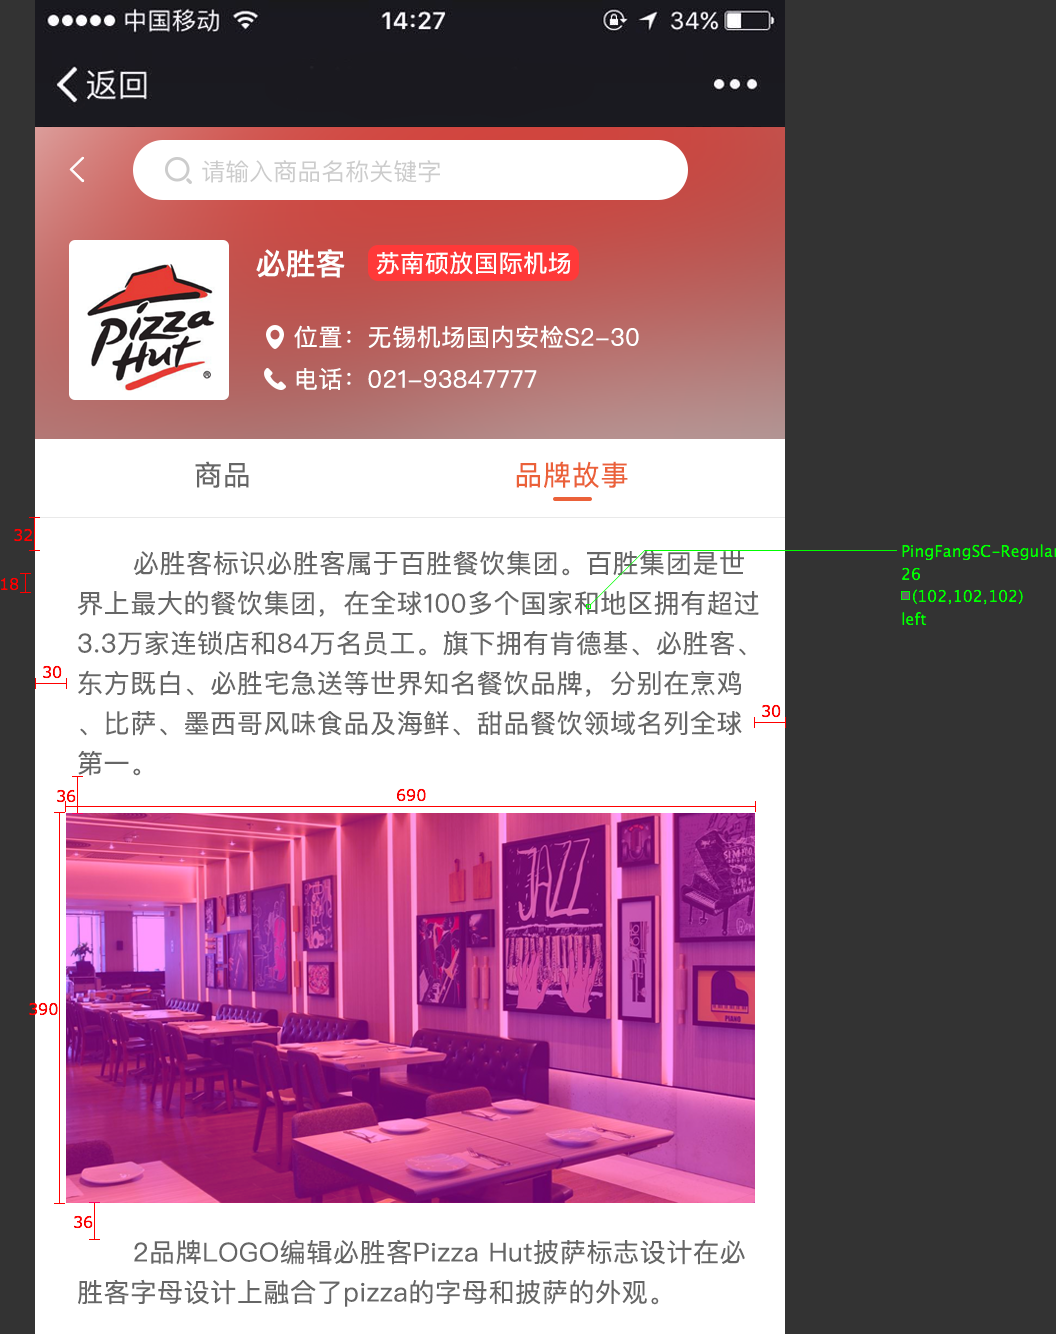 中国移动 14:27 34%
返回
请输入商品名称关键字
Pizza
Hut
®
必胜客 苏南硕放国际机场
位置：无锡机场国内安检S2-30
电话：021-93847777
商品 品牌故事
32
必胜客标识必胜客属于百胜餐饮集团。百胜集团是世
PingFangSC-Regular
26
(102,102,102)
left
18
界上最大的餐饮集团，在全球100多个国家和地区拥有超过
3.3万家连锁店和84万名员工。旗下拥有肯德基、必胜客、
30
东方既白、必胜宅急送等世界知名餐饮品牌，分别在烹鸡
30
、比萨、墨西哥风味食品及海鲜、甜品餐饮领域名列全球
第一。
36
690
JAZZ
PIANO
390
36
2品牌LOGO编辑必胜客Pizza Hut披萨标志设计在必
胜客字母设计上融合了pizza的字母和披萨的外观。